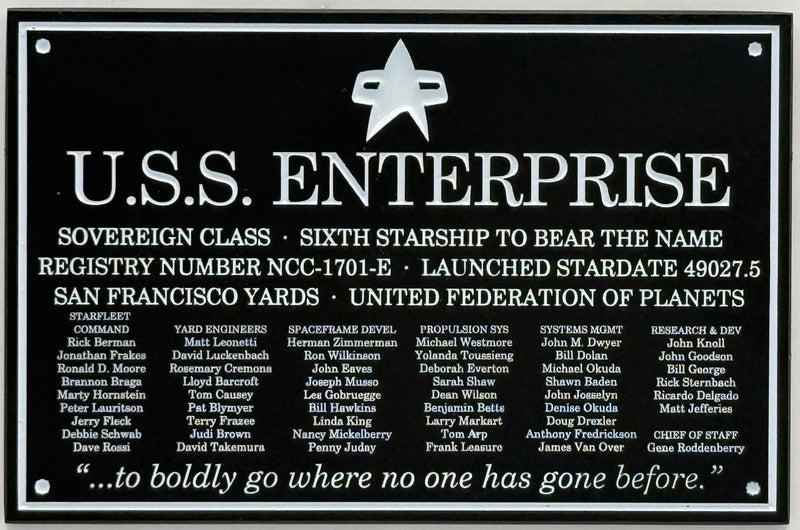 U.S.S. ENTERPRISE
SOVEREIGN CLASS · SIXTH STARSHIP TO BEAR THE NAME
REGISTRY NUMBER NCC-1701-E · LAUNCHED STARDATE 49027.5
SAN FRANCISCO YARDS · UNITED FEDERATION OF PLANETS
STARFLEET
COMMAND
Rick Berman
Jonathan Frakes
Ronald D. Moore
Brannon Braga
Marty Hornstein
Peter Lauritson
Jerry Fleck
Debbie Schwab
Dave Rossi
YARD ENGINEERS
Matt Leonetti
David Luckenbach
Rosemary Cremona
Lloyd Barcroft
Tom Causey
Pat Blymyer
Terry Frazee
Judi Brown
David Takemura
SPACEFRAME DEVEL
Herman Zimmerman
Ron Wilkinson
John Eaves
Joseph Musso
Les Gobruegge
Bill Hawkins
Linda King
Nancy Mickelberry
Penny Juday
PROPULSION SYS
Michael Westmore
Yolanda Toussieng
Deborah Everton
Sarah Shaw
Dean Wilson
Benjamin Betts
Larry Markart
Tom Arp
Frank Leasure
SYSTEMS MGMT
John M. Dwyer
Bill Dolan
Michael Okuda
Shawn Baden
John Josselyn
Denise Okuda
Doug Drexler
Anthony Fredrickson
James Van Over
RESEARCH & DEV
John Knoll
John Goodson
Bill George
Rick Sternbach
Ricardo Delgado
Matt Jefferies
CHIEF OF STAFF
Gene Roddenberry
“...to boldly go where no one has gone before.”